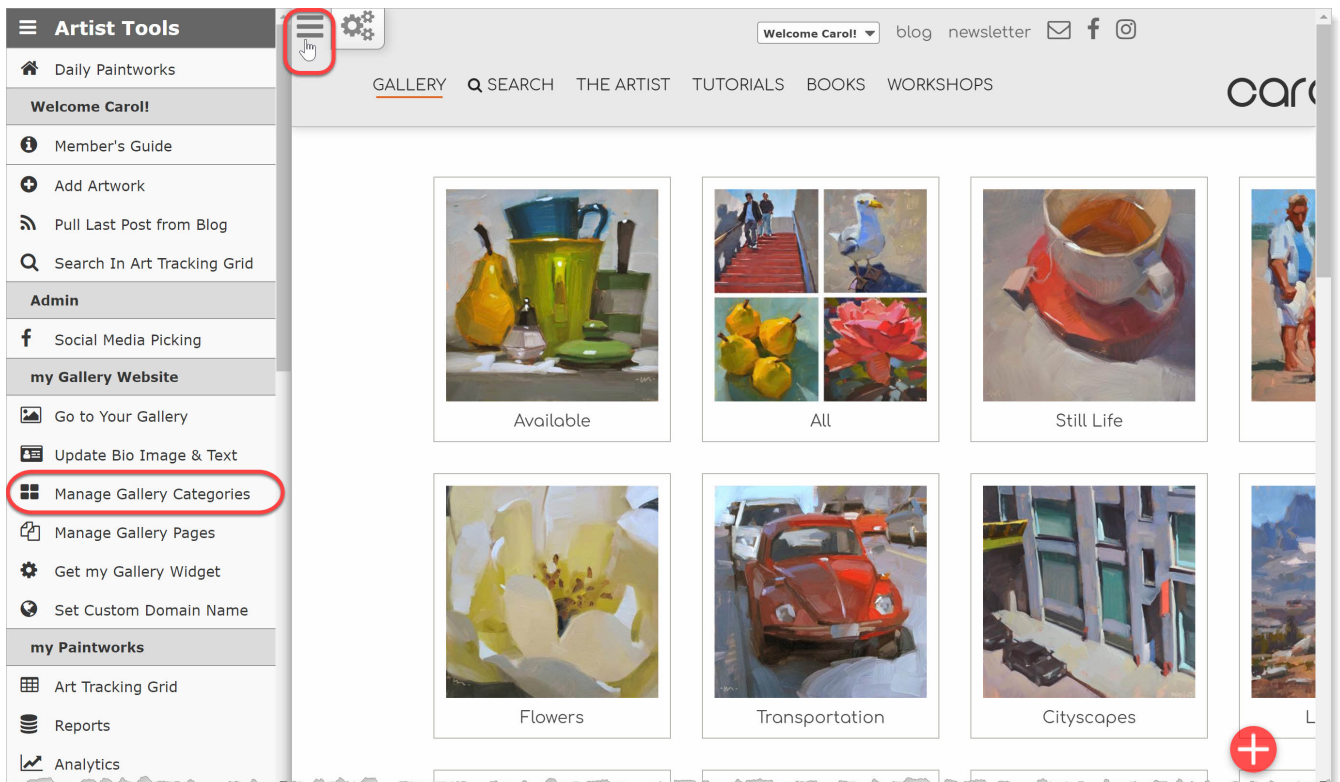 Artist Tools
Daily Paintworks
Welcome Carol!
Member's Guide
Add Artwork
Pull Last Post from Blog
Search In Art Tracking Grid
Admin
Social Media Picking
my Gallery Website
Go to Your Gallery
Update Bio Image & Text
Manage Gallery Categories
Manage Gallery Pages
Get my Gallery Widget
Set Custom Domain Name
my Paintworks
Art Tracking Grid
Reports
Analytics
Welcome Carol! blog newsletter
GALLERY SEARCH THE ARTIST TUTORIALS BOOKS WORKSHOPS
car
Available All Still Life
Flowers Transportation Cityscapes L